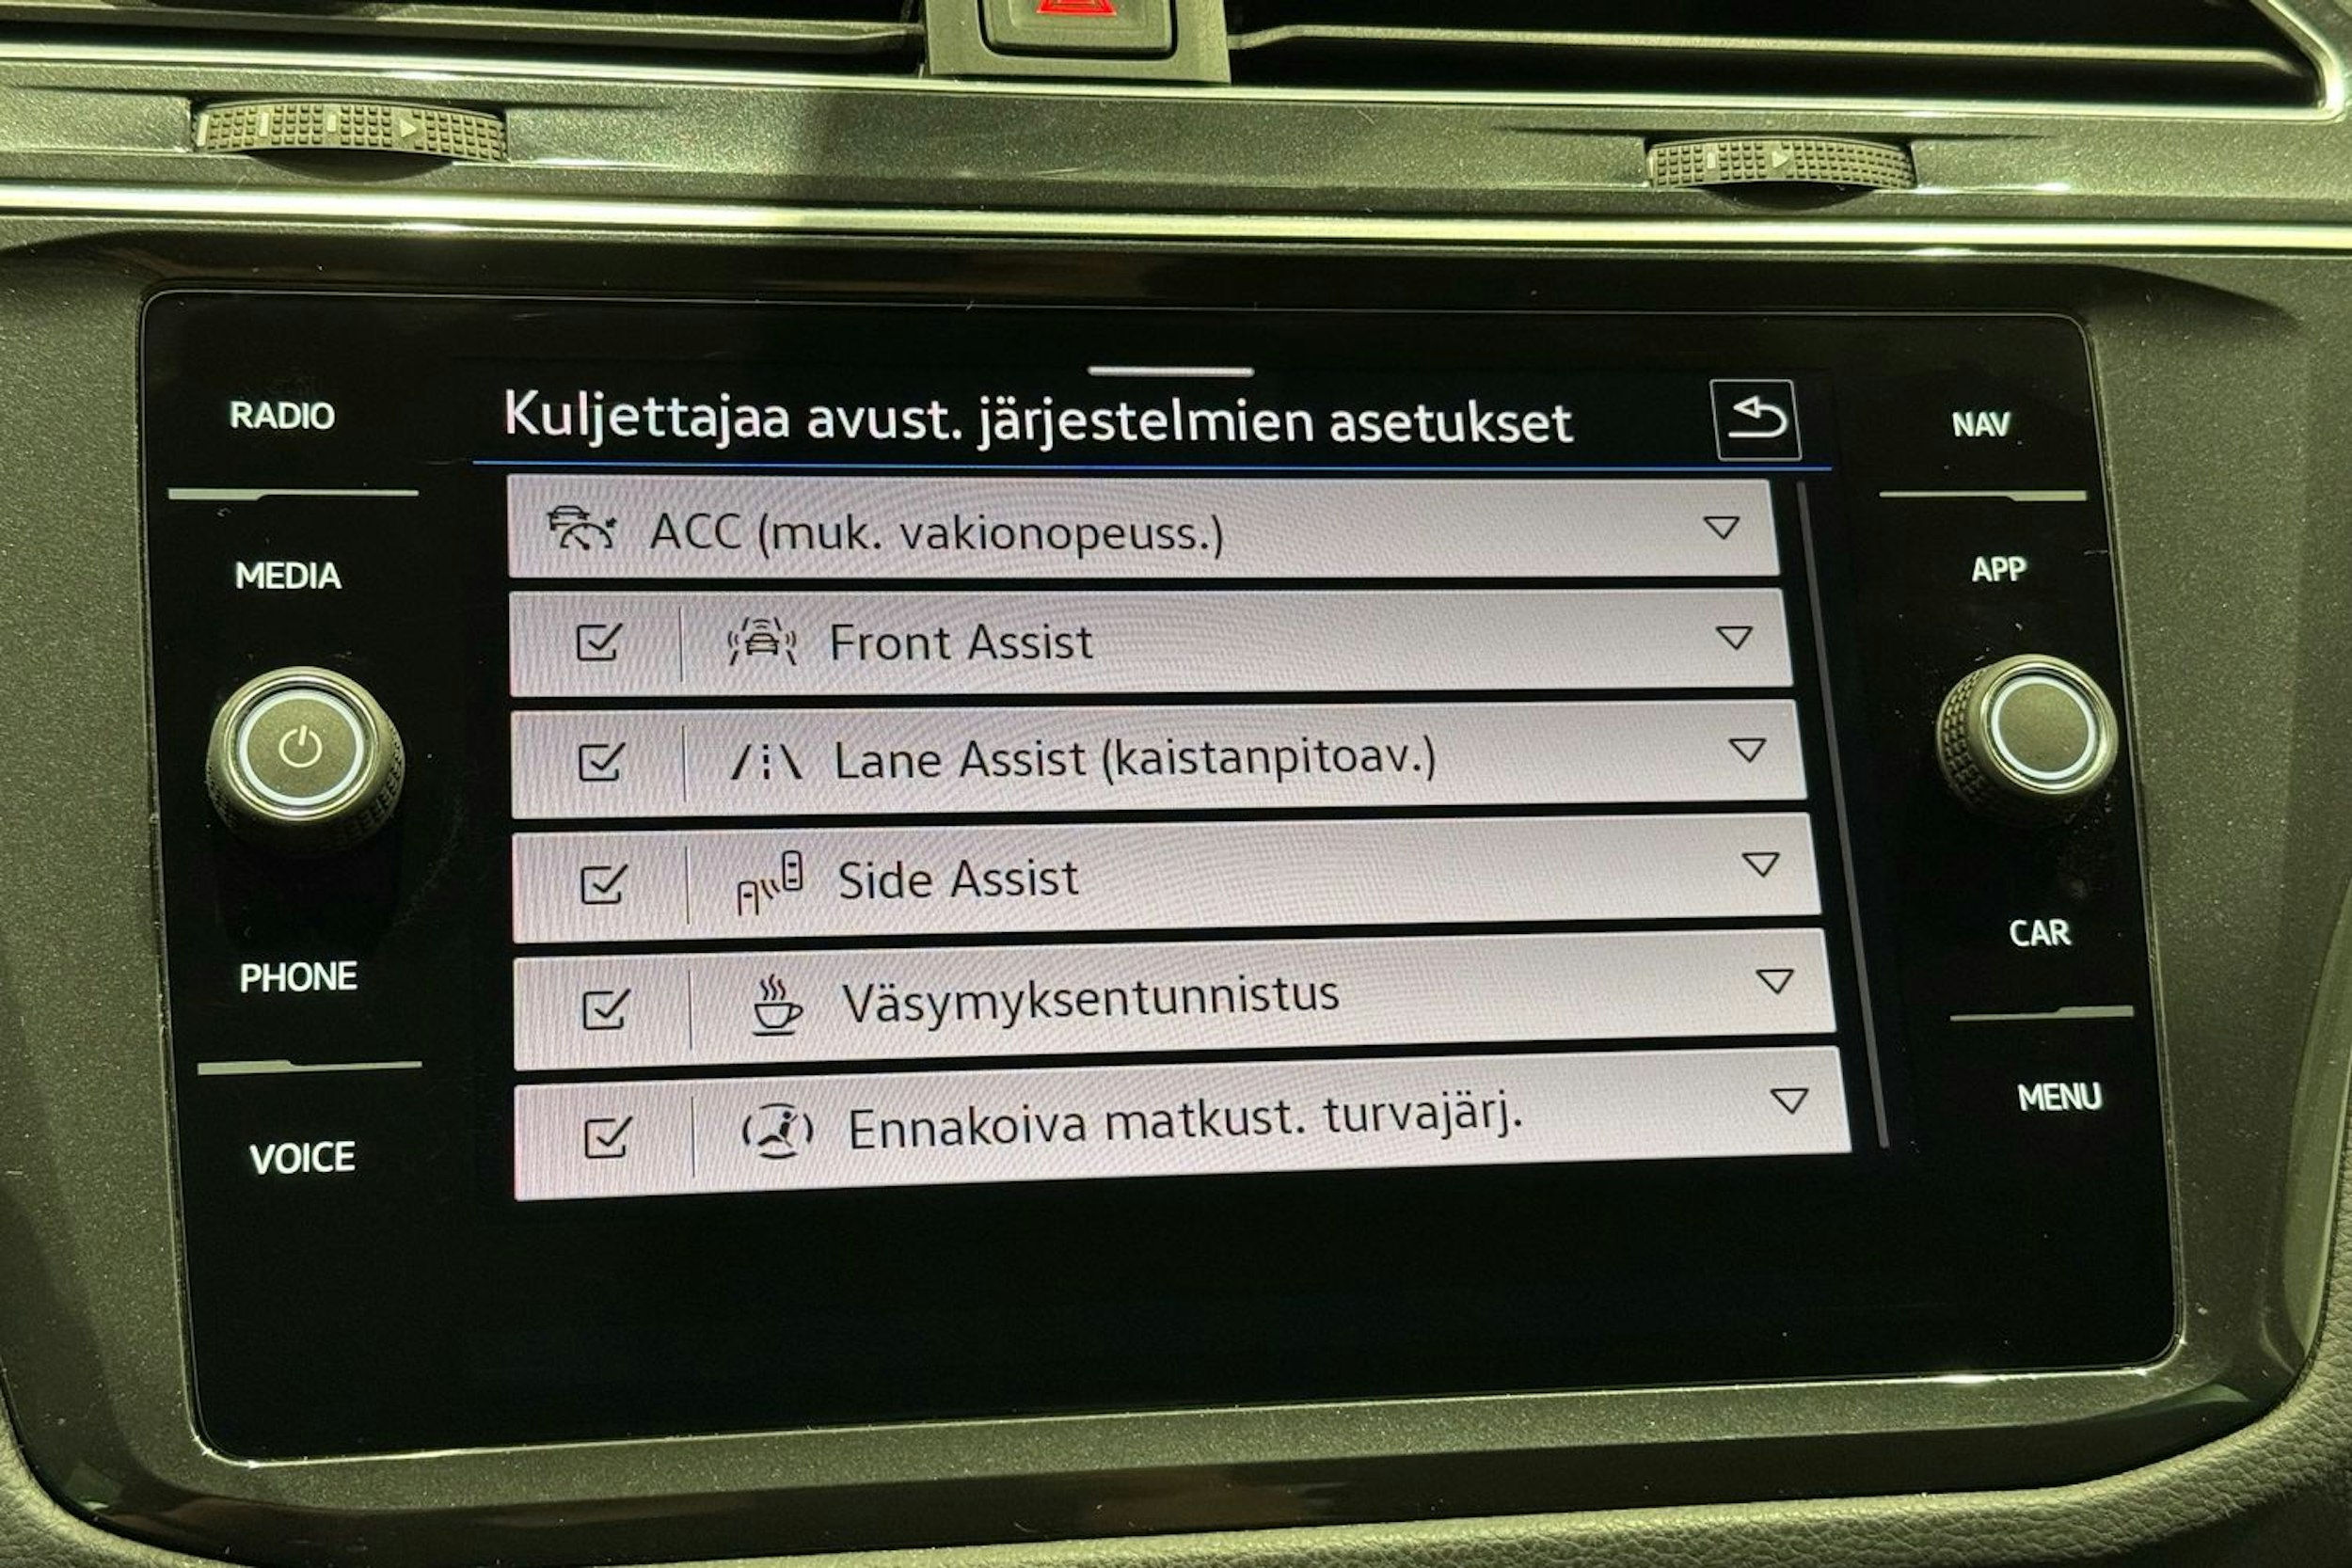 RADIO
MEDIA
PHONE
VOICE
Kuljettajaa avust. järjestelmien asetukset
ACC (muk. vakionopeuss.)
Front Assist
Lane Assist (kaistanpitoav.)
Side Assist
Väsymyksentunnistus
Ennakoiva matkust. turvajärj.
NAV
APP
CAR
MENU